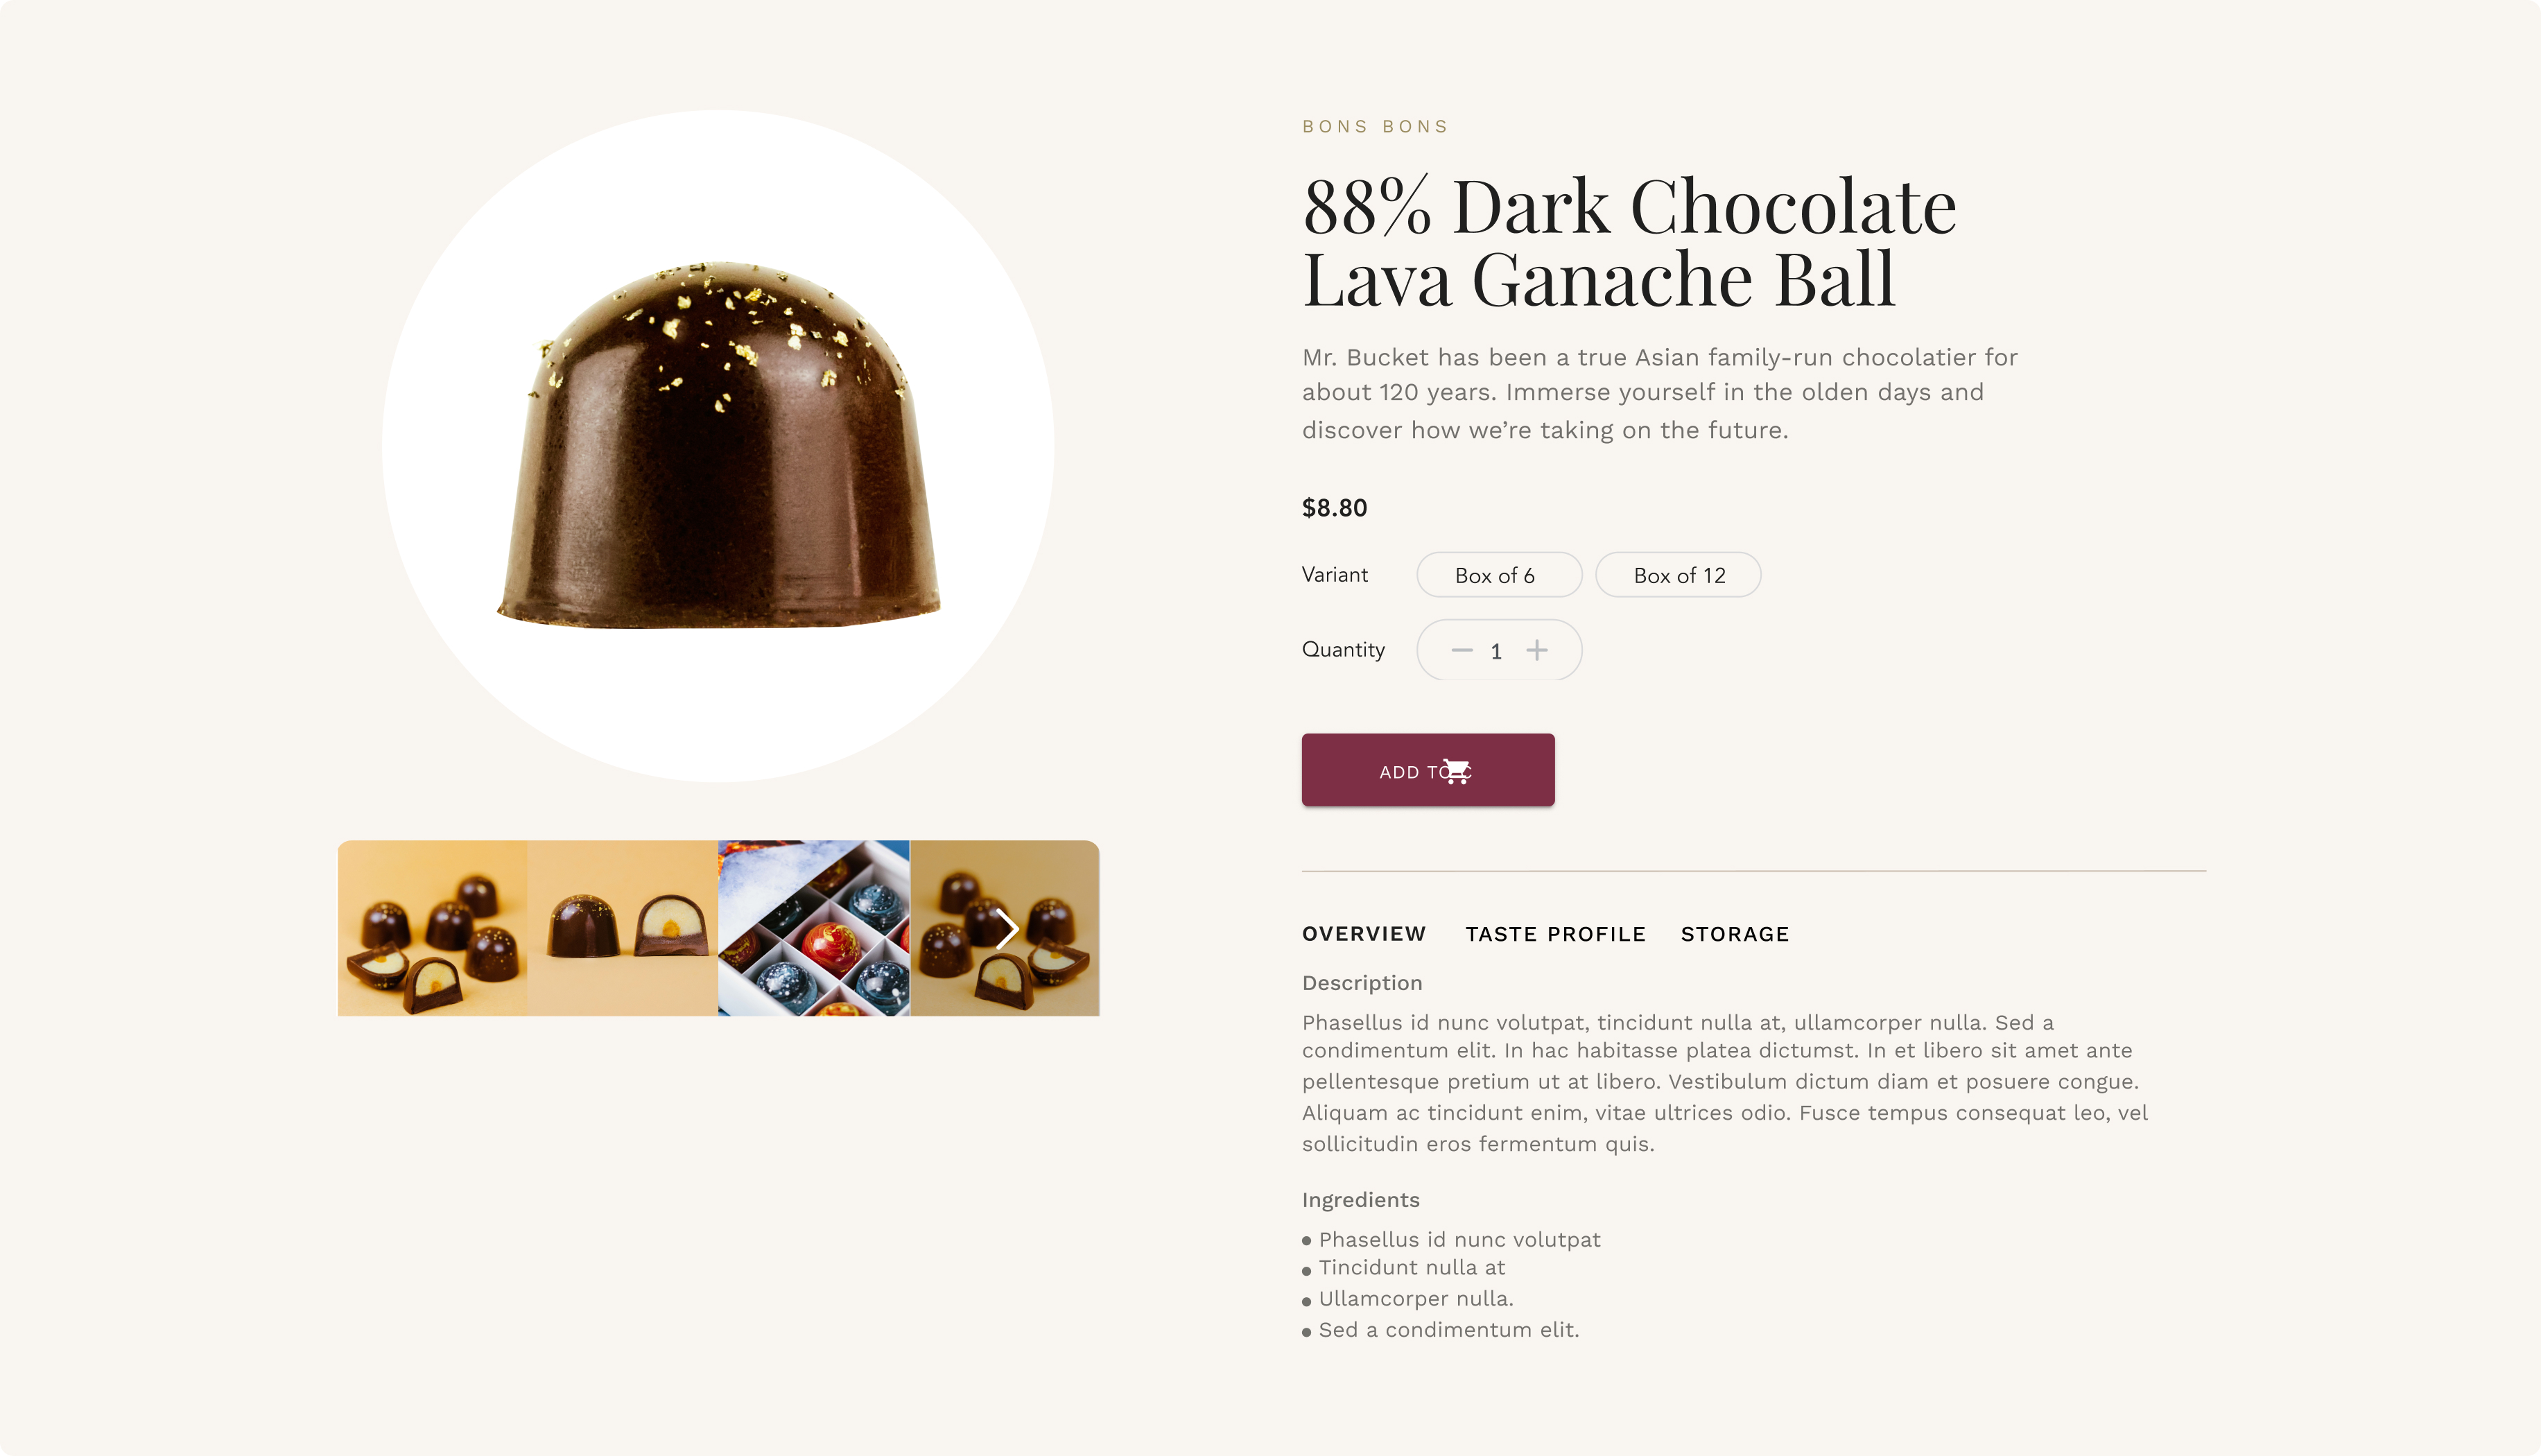 BONS BONS
88% Dark Chocolate
Lava Ganache Ball
Mr. Bucket has been a true Asian family-run chocolatier for
about 120 years. Immerse yourself in the olden days and
discover how we’re taking on the future.
$8.80
Variant Box of 6 Box of 12
Quantity 1
ADD TO C
OVERVIEW TASTE PROFILE STORAGE
Description
Phasellus id nunc volutpat, tincidunt nulla at, ullamcorper nulla. Sed a
condimentum elit. In hac habitasse platea dictumst. In et libero sit amet ante
pellentesque pretium ut at libero. Vestibulum dictum diam et posuere congue.
Aliquam ac tincidunt enim, vitae ultrices odio. Fusce tempus consequat leo, vel
sollicitudin eros fermentum quis.
Ingredients
Phasellus id nunc volutpat
Tincidunt nulla at
Ullamcorper nulla.
Sed a condimentum elit.